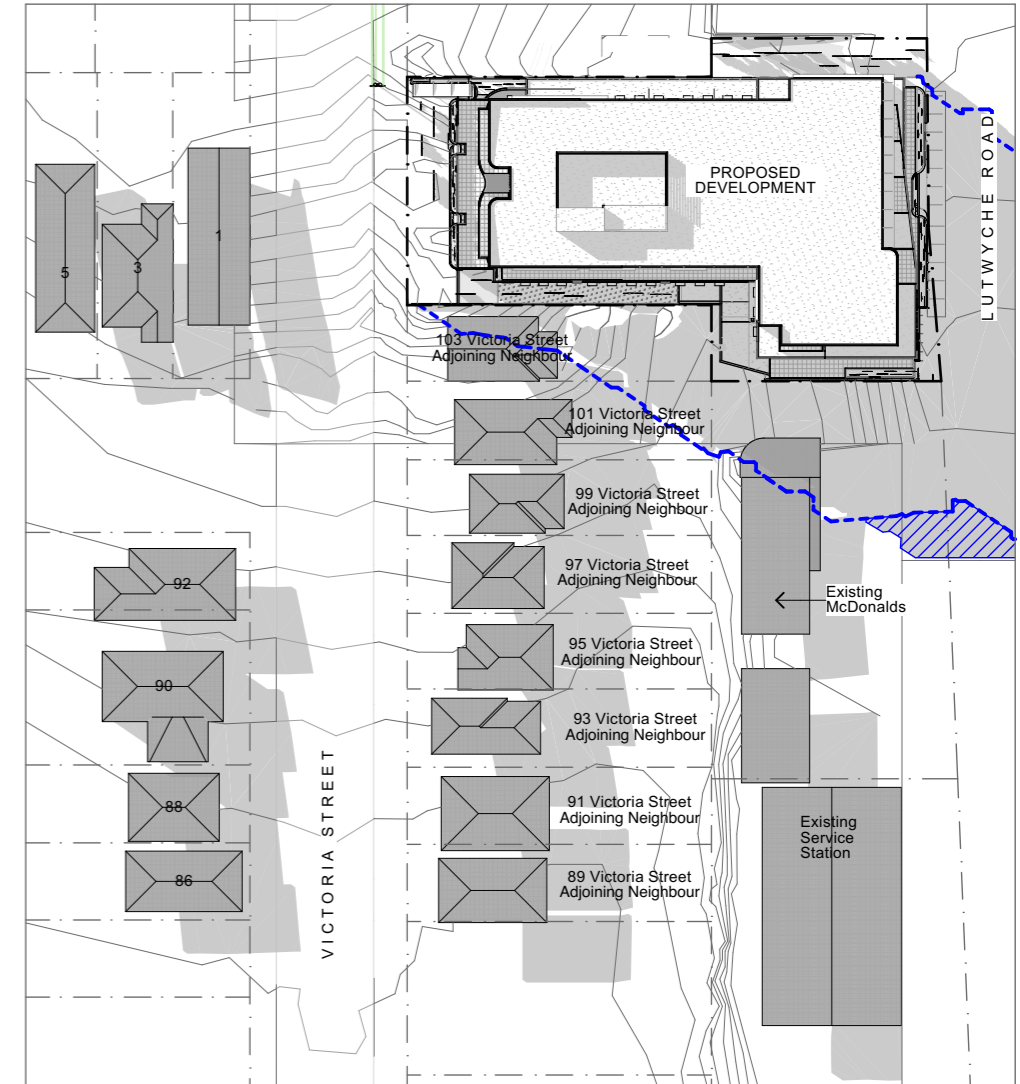 PROPOSED
DEVELOPMENT
LUTWYCHE ROAD
5
3
1
103 Victoria Street
Adjoining Neighbour
101 Victoria Street
Adjoining Neighbour
99 Victoria Street
Adjoining Neighbour
97 Victoria Street
Adjoining Neighbour
92
Existing
McDonalds
95 Victoria Street
Adjoining Neighbour
90
93 Victoria Street
Adjoining Neighbour
VICTORIA STREET
88
91 Victoria Street
Adjoining Neighbour
Existing
Service
Station
86
89 Victoria Street
Adjoining Neighbour